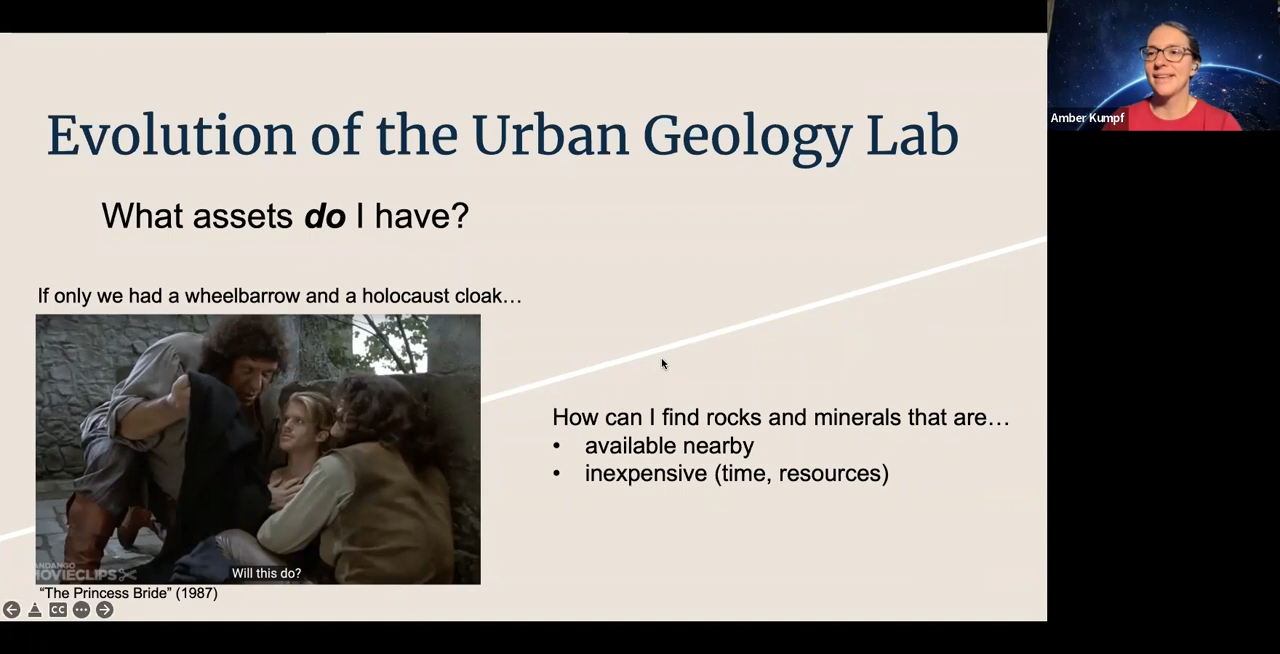 Evolution of the Urban Geology Lab
What assets do I have?
If only we had a wheelbarrow and a holocaust cloak…
Will this do?
“The Princess Bride” (1987)
How can I find rocks and minerals that are…
• available nearby
• inexpensive (time, resources)
CC
Amber Kumpf